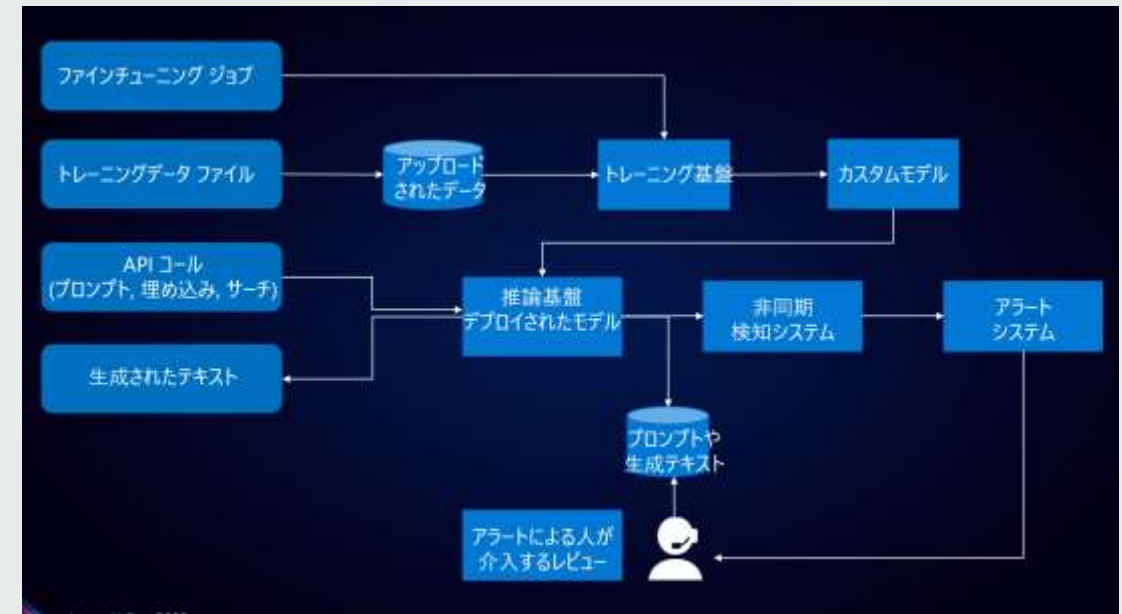 ファインチューニング ジョブ
トレーニングデータ ファイル
アップロード
されたデータ
トレーニング基盤
カスタムモデル
API コール
(プロンプト, 埋め込み, サーチ)
推論基盤
デプロイされたモデル
非同期
検知システム
アラート
システム
生成されたテキスト
プロンプトや
生成テキスト
アラートによる人が
介入するレビュー